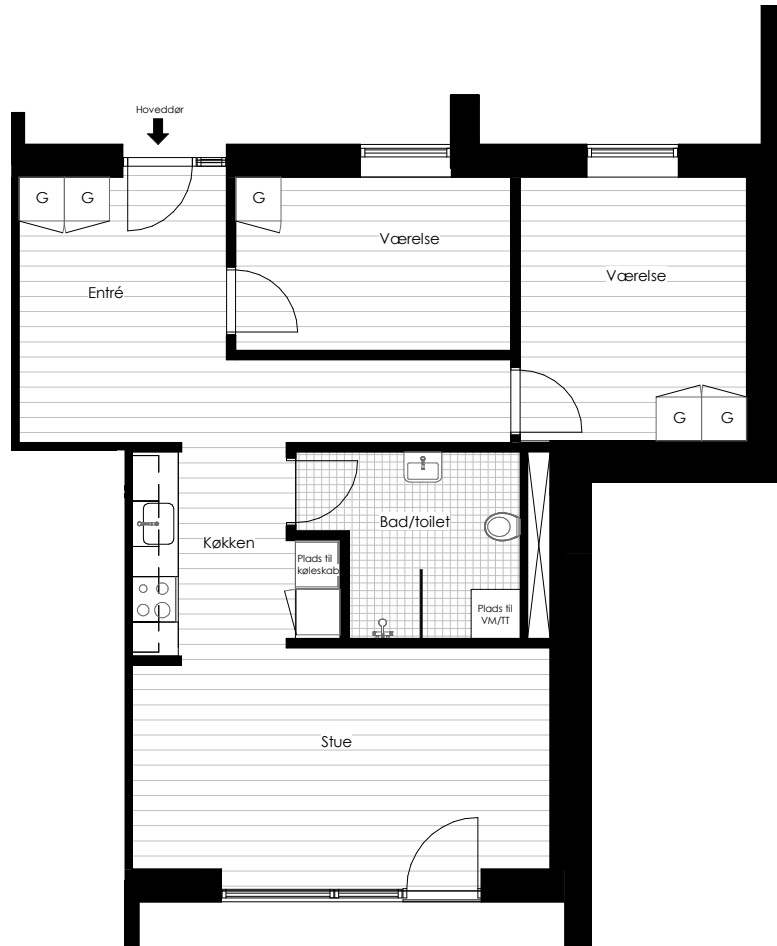 Hoveddør
G
G
G
Værelse
Værelse
Entré
G
G
Bad/toilet
Køkken
Plads til
køleskab
Plads til
VM/TT
Stue